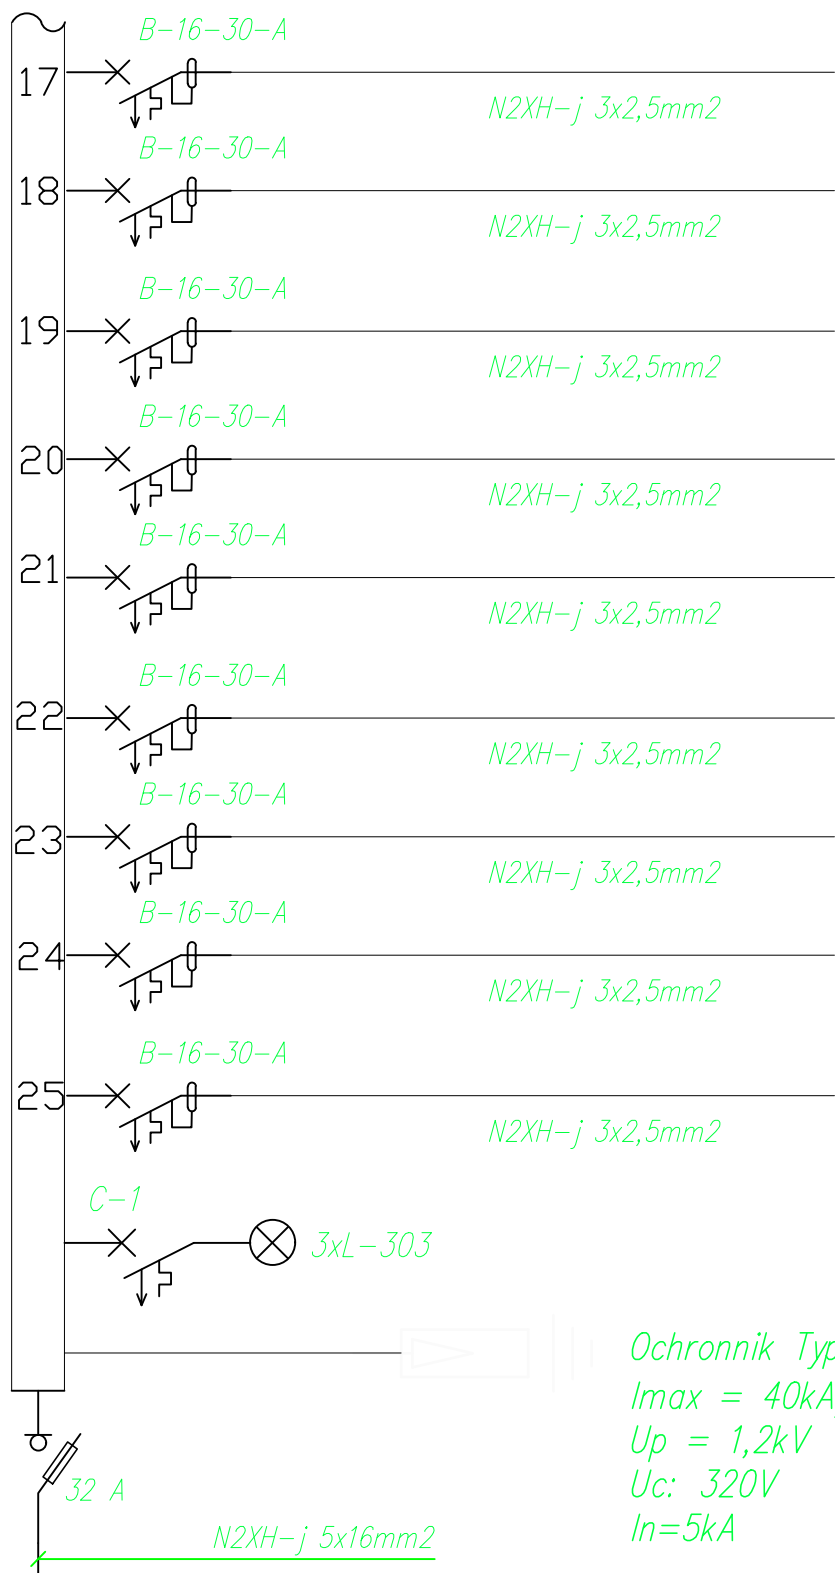 B-16-30-A
17
N2XH-j 3x2,5mm2
B-16-30-A
18
N2XH-j 3x2,5mm2
B-16-30-A
19
N2XH-j 3x2,5mm2
B-16-30-A
20
N2XH-j 3x2,5mm2
B-16-30-A
21
N2XH-j 3x2,5mm2
B-16-30-A
22
N2XH-j 3x2,5mm2
B-16-30-A
23
N2XH-j 3x2,5mm2
B-16-30-A
24
N2XH-j 3x2,5mm2
B-16-30-A
25
N2XH-j 3x2,5mm2
C-1
3xL-303
Ochronnik Typ
Imax = 40kA
Up = 1,2kV
Uc: 320V
In=5kA
32 A
N2XH-j 5x16mm2